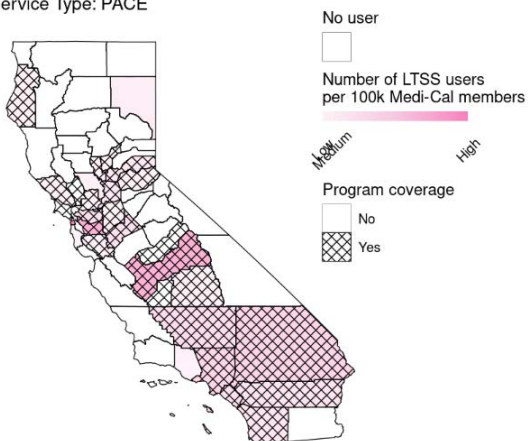 ervice Type: PACE
No user
Number of LTSS users
per 100k Medi-Cal members
Low
Medium
High
Program coverage
No
Yes